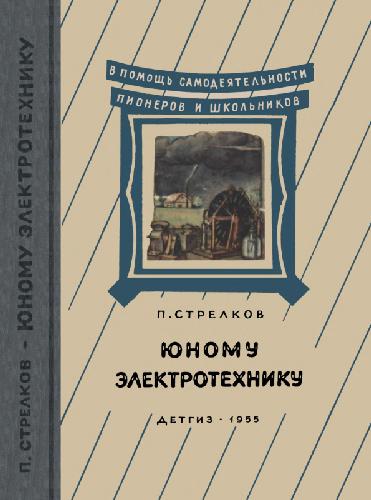 П. СТРЕЛКОВ – ЮНОМУ ЭЛЕКТРОТЕХНИКУ
В ПОМОЩЬ САМОДЕЯТЕЛЬНОСТИ
ПИОНЕРОВ И ШКОЛЬНИКОВ
П. СТРЕЛКОВ
ЮНОМУ
ЭЛЕКТРОТЕХНИКУ
ДЕТГИЗ · 1955